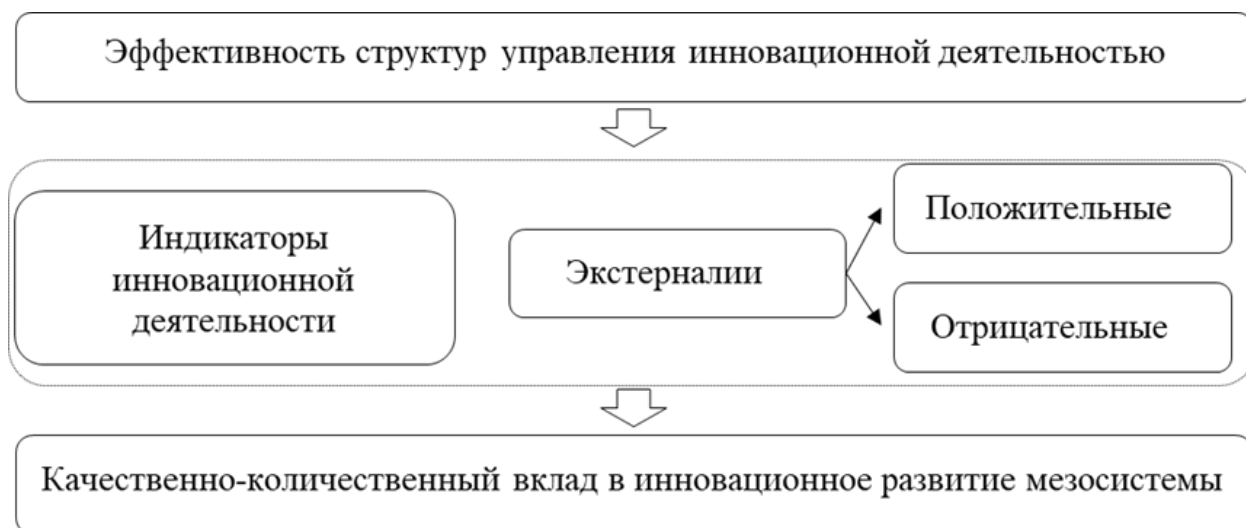 Эффективность структур управления инновационной деятельностью
Индикаторы
инновационной
деятельности
Экстерналии
Положительные
Отрицательные
Качественно-количественный вклад в инновационное развитие мезосистемы